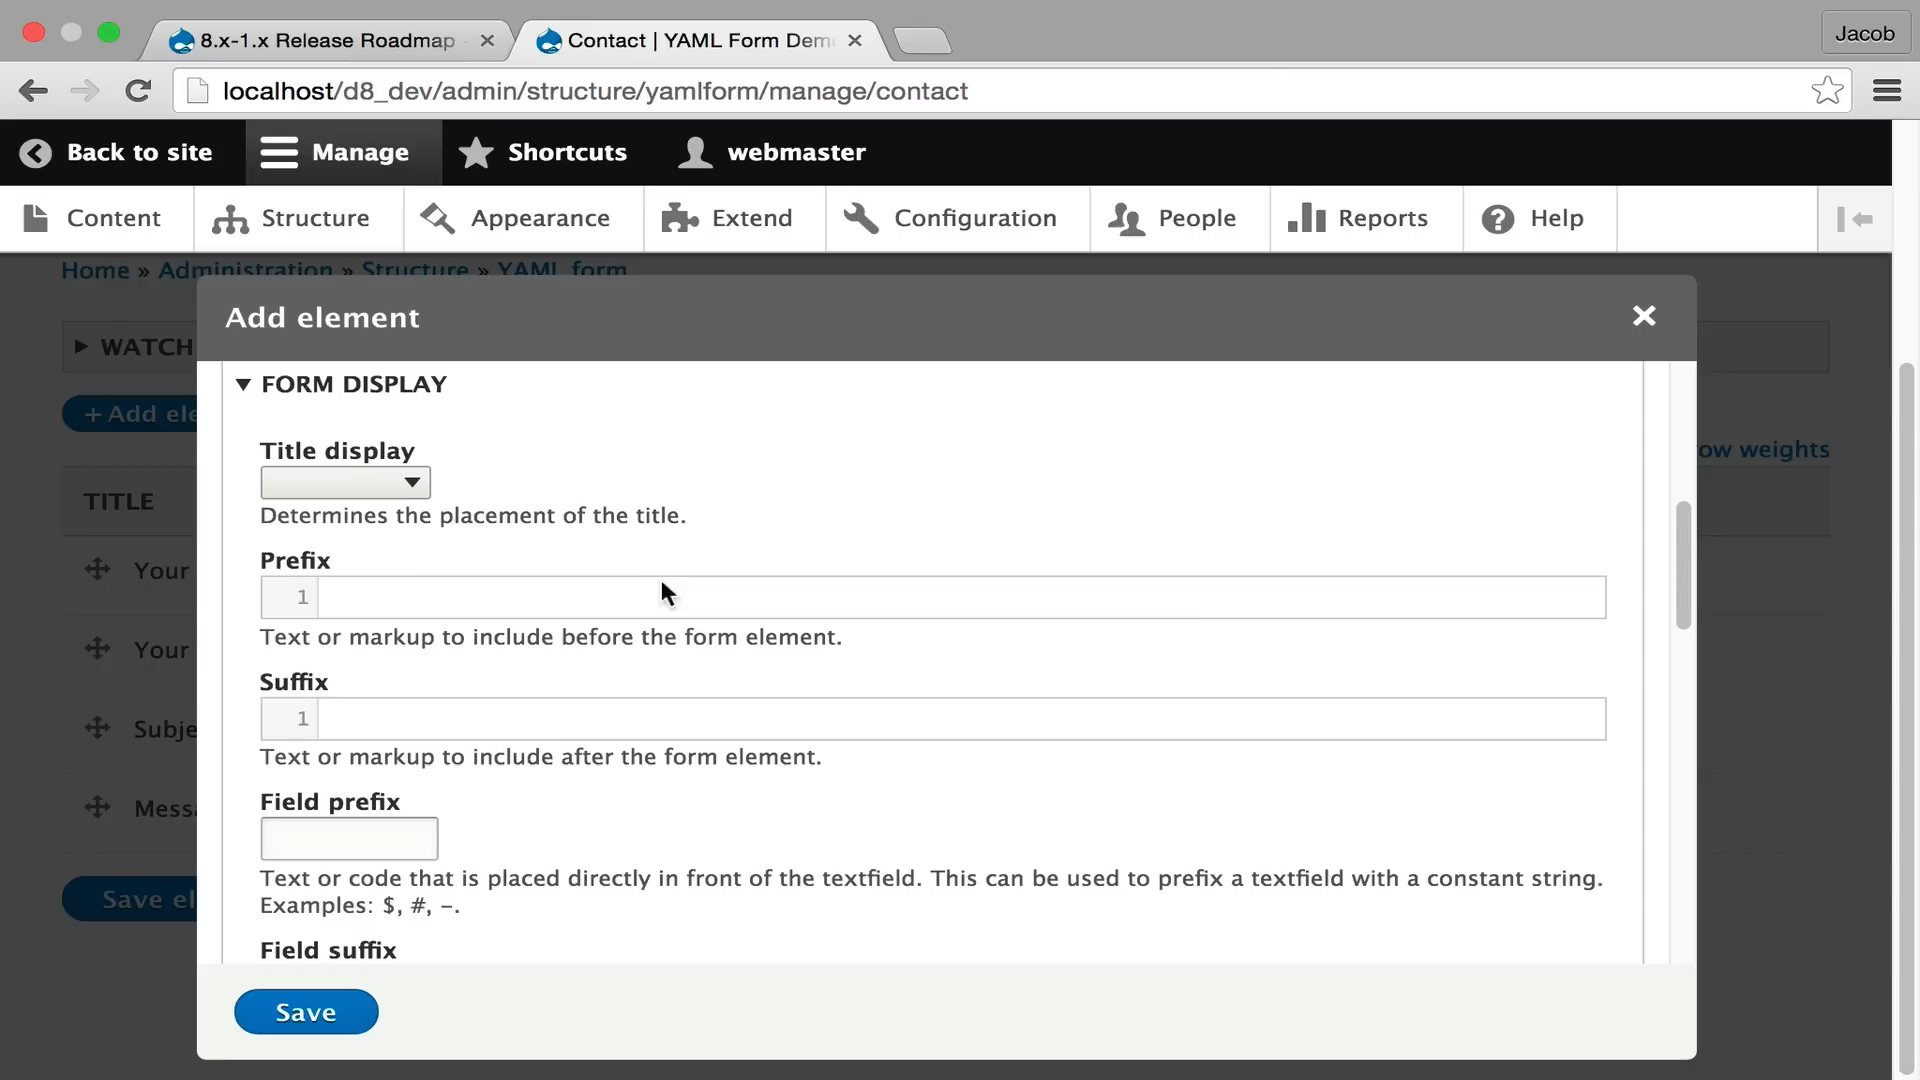 8.x-1.x Release Roadmap
Contact | YAML Form Dem
Jacob
localhost/d8_dev/admin/structure/yamlform/manage/contact
Back to site
Manage
Shortcuts
webmaster
Content
Structure
Appearance
Extend
Configuration
People
Reports
Help
Home » Administration » Structure » YAML form
WATCH
Add element
+ Add ele
FORM DISPLAY
Title display
ow weights
Determines the placement of the title.
TITLE
Prefix
Your
1
Text or markup to include before the form element.
Your
Suffix
1
Subje
Text or markup to include after the form element.
Field prefix
Messa
Text or code that is placed directly in front of the textfield. This can be used to prefix a textfield with a constant string.
Examples: $, #, -.
Save el
Field suffix
Save